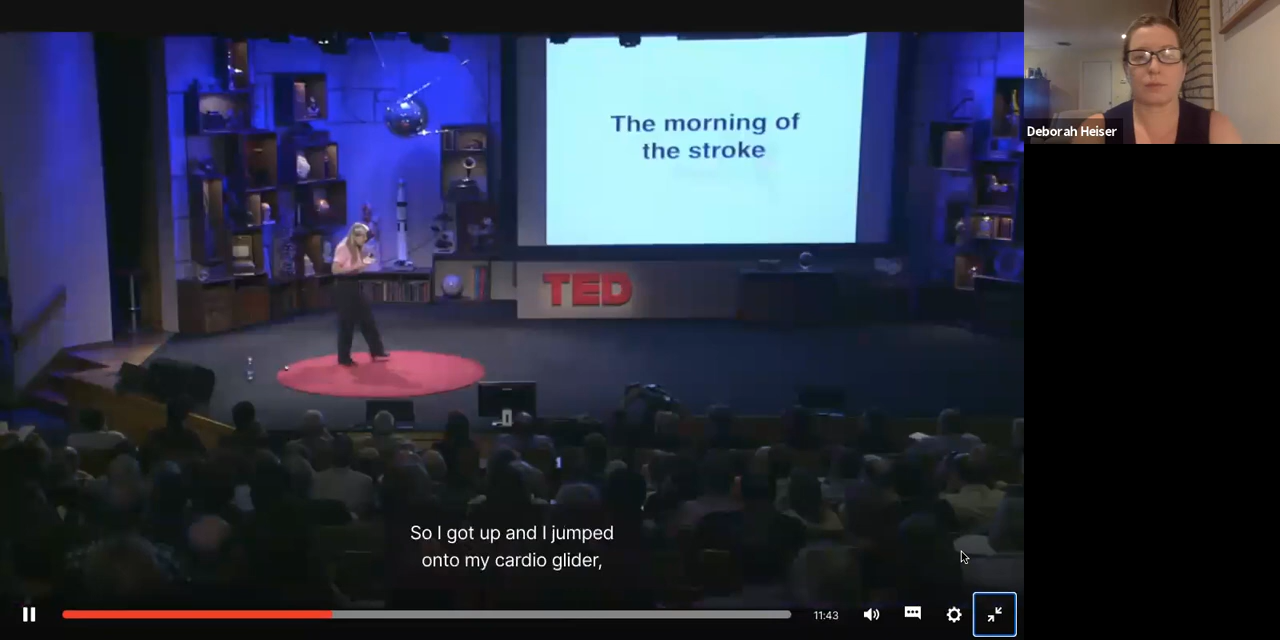 The morning of
the stroke
Deborah Heiser
TED
So I got up and I jumped
onto my cardio glider,
11:43